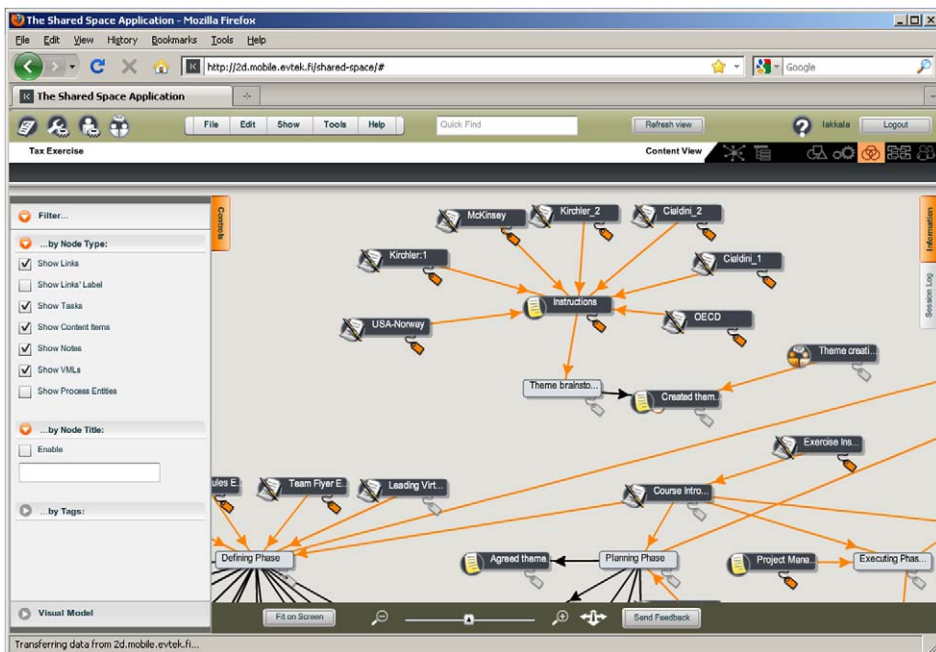 The Shared Space Application - Mozilla Firefox
File Edit View History Bookmarks Tools Help
http://2d.mobile.evtek.fi/shared-space/#
Google
The Shared Space Application
File Edit Show Tools Help
Quick Find
Refresh view
lakkala
Logout
Tax Exercise
Content View
Filter...
...by Node Type:
Show Links
Show Links' Label
Show Tasks
Show Content Items
Show Notes
Show VMLs
Show Process Entities
...by Node Title:
Enable
...by Tags:
Visual Model
Controls
Information
Session Log
McKinsey
Kirchler_2
Cialdini_2
Kirchler:1
Cialdini_1
Instructions
USA-Norway
OECD
Theme creati...
Theme brainsto...
Created them...
Exercise Ins...
ules E...
Team Flyer E...
Leading Virt...
Course Intro...
Defining Phase
Agreed theme
Planning Phase
Project Mana...
Executing Phas...
Fit on Screen
Send Feedback
Transferring data from 2d.mobile.evtek.fi...